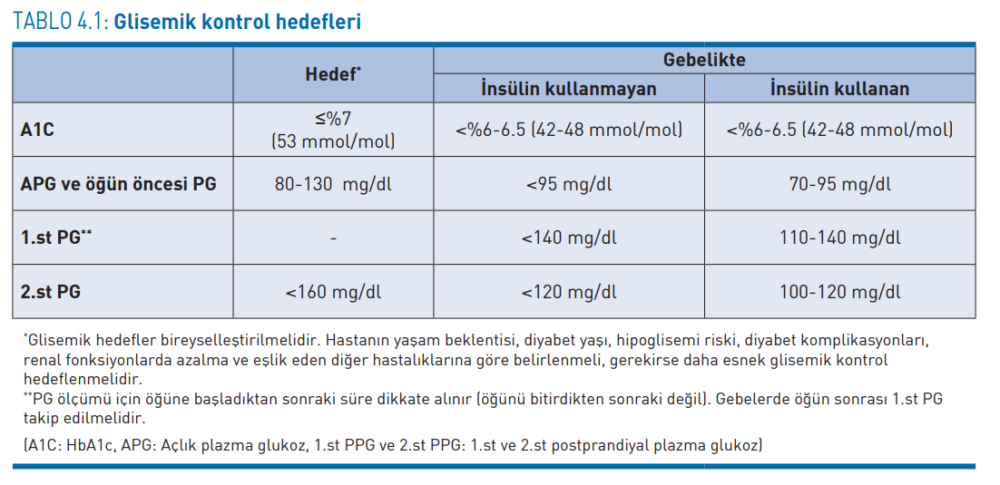 TABLO 4.1: Glisemik kontrol hedefleri
Hedef*
Gebelikte
İnsülin kullanmayan
İnsülin kullanan
A1C
≤%7
(53 mmol/mol)
<%6-6.5 (42-48 mmol/mol)
<%6-6.5 (42-48 mmol/mol)
APG ve öğün öncesi PG
80-130 mg/dl
<95 mg/dl
70-95 mg/dl
1.st PG**
-
<140 mg/dl
110-140 mg/dl
2.st PG
<160 mg/dl
<120 mg/dl
100-120 mg/dl
*Glisemik hedefler bireyselleştirilmelidir. Hastanın yaşam beklentisi, diyabet yaşı, hipoglisemi riski, diyabet komplikasyonları,
renal fonksiyonlarda azalma ve eşlik eden diğer hastalıklarına göre belirlenmeli, gerekirse daha esnek glisemik kontrol
hedeflenmelidir.
**PG ölçümü için öğüne başladıktan sonraki süre dikkate alınır (öğünü bitirdikten sonraki değil). Gebelerde öğün sonrası 1.st PG
takip edilmelidir.
(A1C: HbA1c, APG: Açlık plazma glukoz, 1.st PPG ve 2.st PPG: 1.st ve 2.st postprandiyal plazma glukoz)